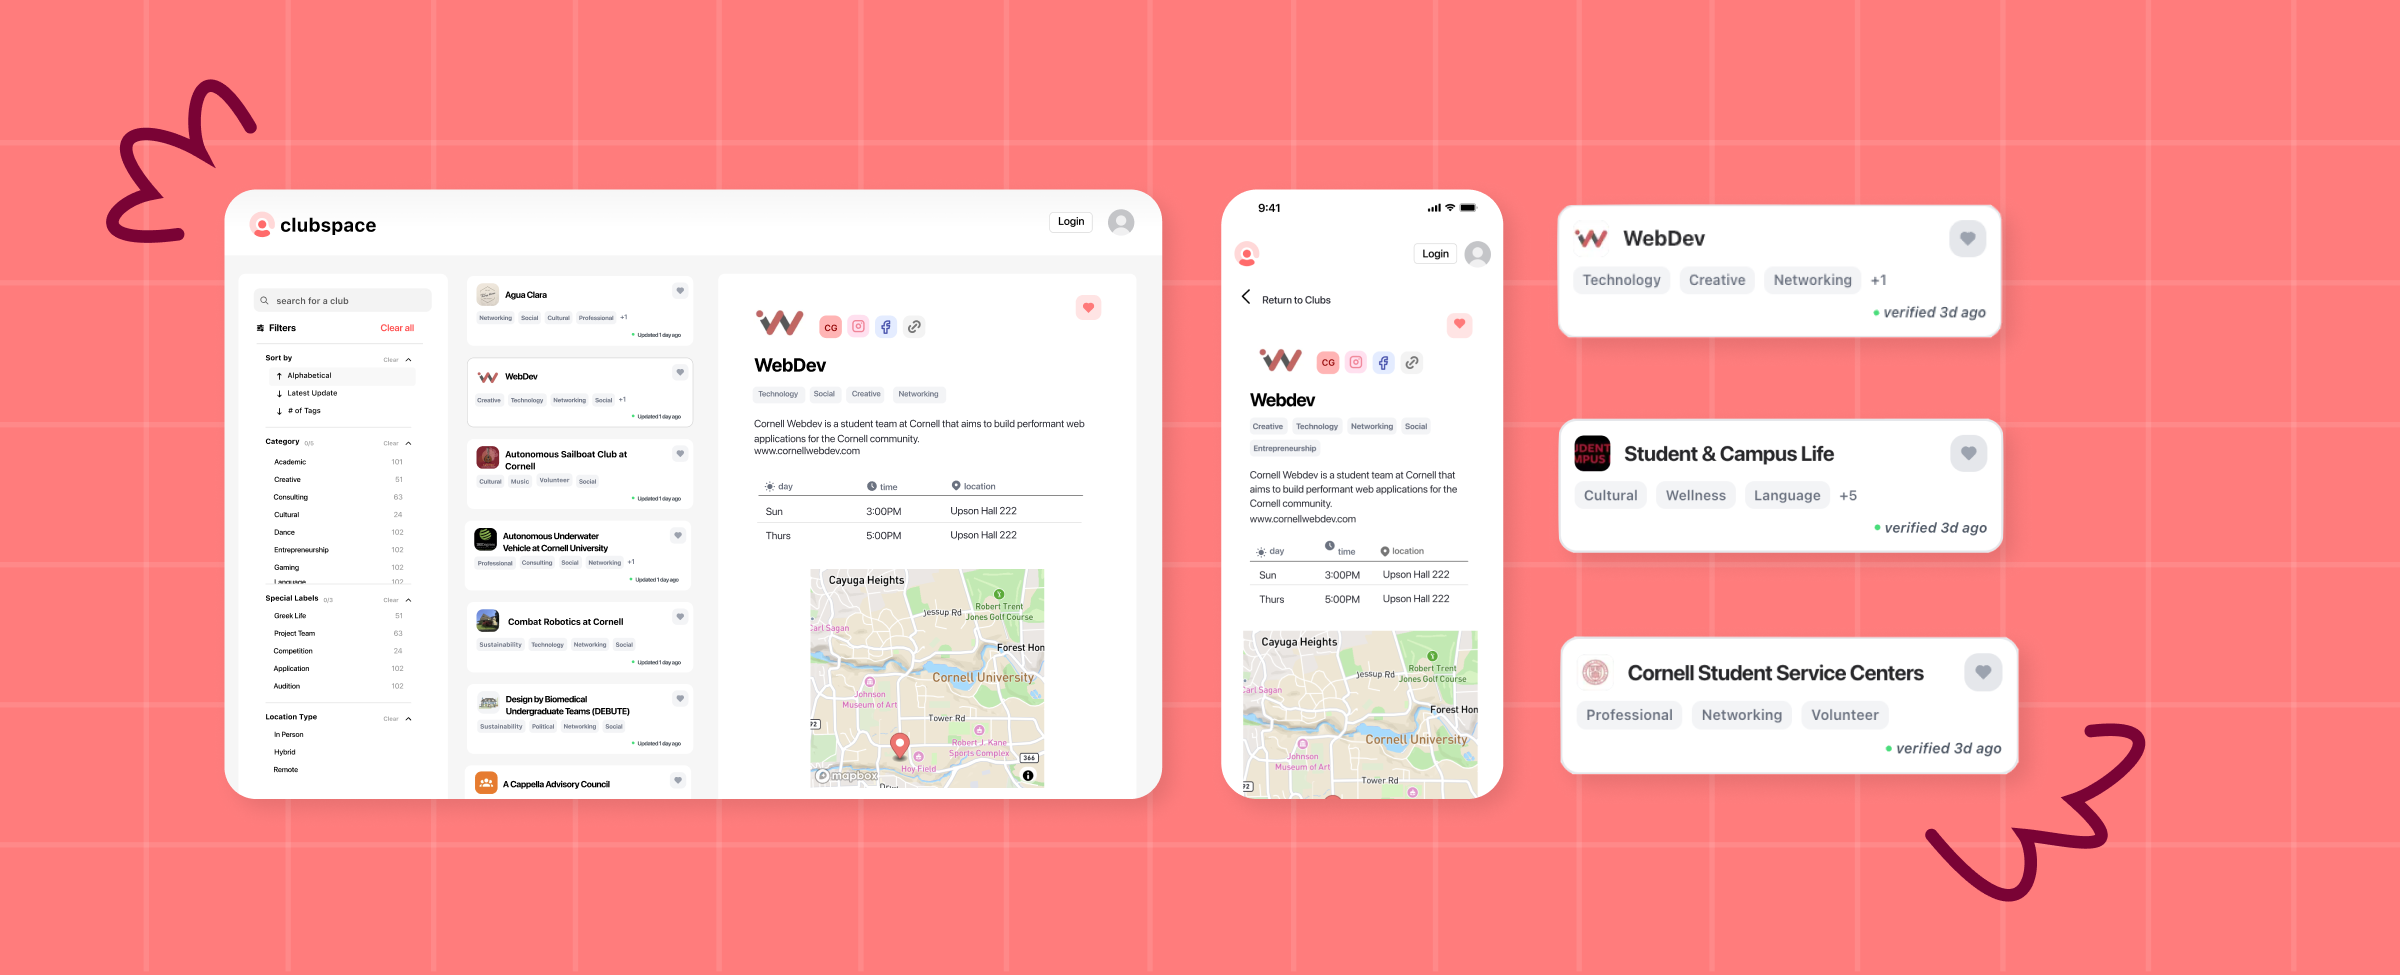 clubspace
Login
search for a club
Filters
Clear all
Sort by
Clear
Alphabetical
Latest Update
# of Tags
Category 0/5
Clear
Academic 101
Creative 51
Consulting 63
Cultural 24
Dance 102
Entrepreneurship 102
Gaming 102
Language 102
Special Labels 0/3
Clear
Greek Life 51
Project Team 63
Competition 24
Application 102
Audition 102
Location Type
Clear
In Person
Hybrid
Remote
Agua Clara
Networking Social Cultural Professional +1
Updated 1 day ago
WebDev
Creative Technology Networking Social +1
Updated 1 day ago
Autonomous Sailboat Club at
Cornell
Cultural Music Volunteer Social
Updated 1 day ago
Autonomous Underwater
Vehicle at Cornell University
Professional Consulting Social Networking +1
Updated 1 day ago
Combat Robotics at Cornell
Sustainability Technology Networking Social
Updated 1 day ago
Design by Biomedical
Undergraduate Teams (DEBUTE)
Sustainability Political Networking Social
Updated 1 day ago
A Cappella Advisory Council
CG
WebDev
Technology Social Creative Networking
Cornell Webdev is a student team at Cornell that aims to build performant web
applications for the Cornell community.
www.cornellwebdev.com
day time location
Sun 3:00PM Upson Hall 222
Thurs 5:00PM Upson Hall 222
Cayuga Heights
Jessup Rd
Robert Trent
Jones Golf Course
Carl Sagan
Forest Hom
Cornell University
Johnson
Museum of Art
Tower Rd
Robert J. Kane
Sports Complex
366
Hoy Field
mapbox
9:41
Login
Return to Clubs
CG
Webdev
Creative Technology Networking Social
Entrepreneurship
Cornell Webdev is a student team at Cornell that
aims to build performant web applications for the
Cornell community.
www.cornellwebdev.com
day time location
Sun 3:00PM Upson Hall 222
Thurs 5:00PM Upson Hall 222
Cayuga Heights
Jessup Rd
Robert Trent
Jones Golf Course
Carl Sagan
Forest Hom
Cornell University
Johnson
Museum of Art
Tower Rd
WebDev
Technology Creative Networking +1
verified 3d ago
UDENT
MPUS
Student & Campus Life
Cultural Wellness Language +5
verified 3d ago
Cornell Student Service Centers
Professional Networking Volunteer
verified 3d ago